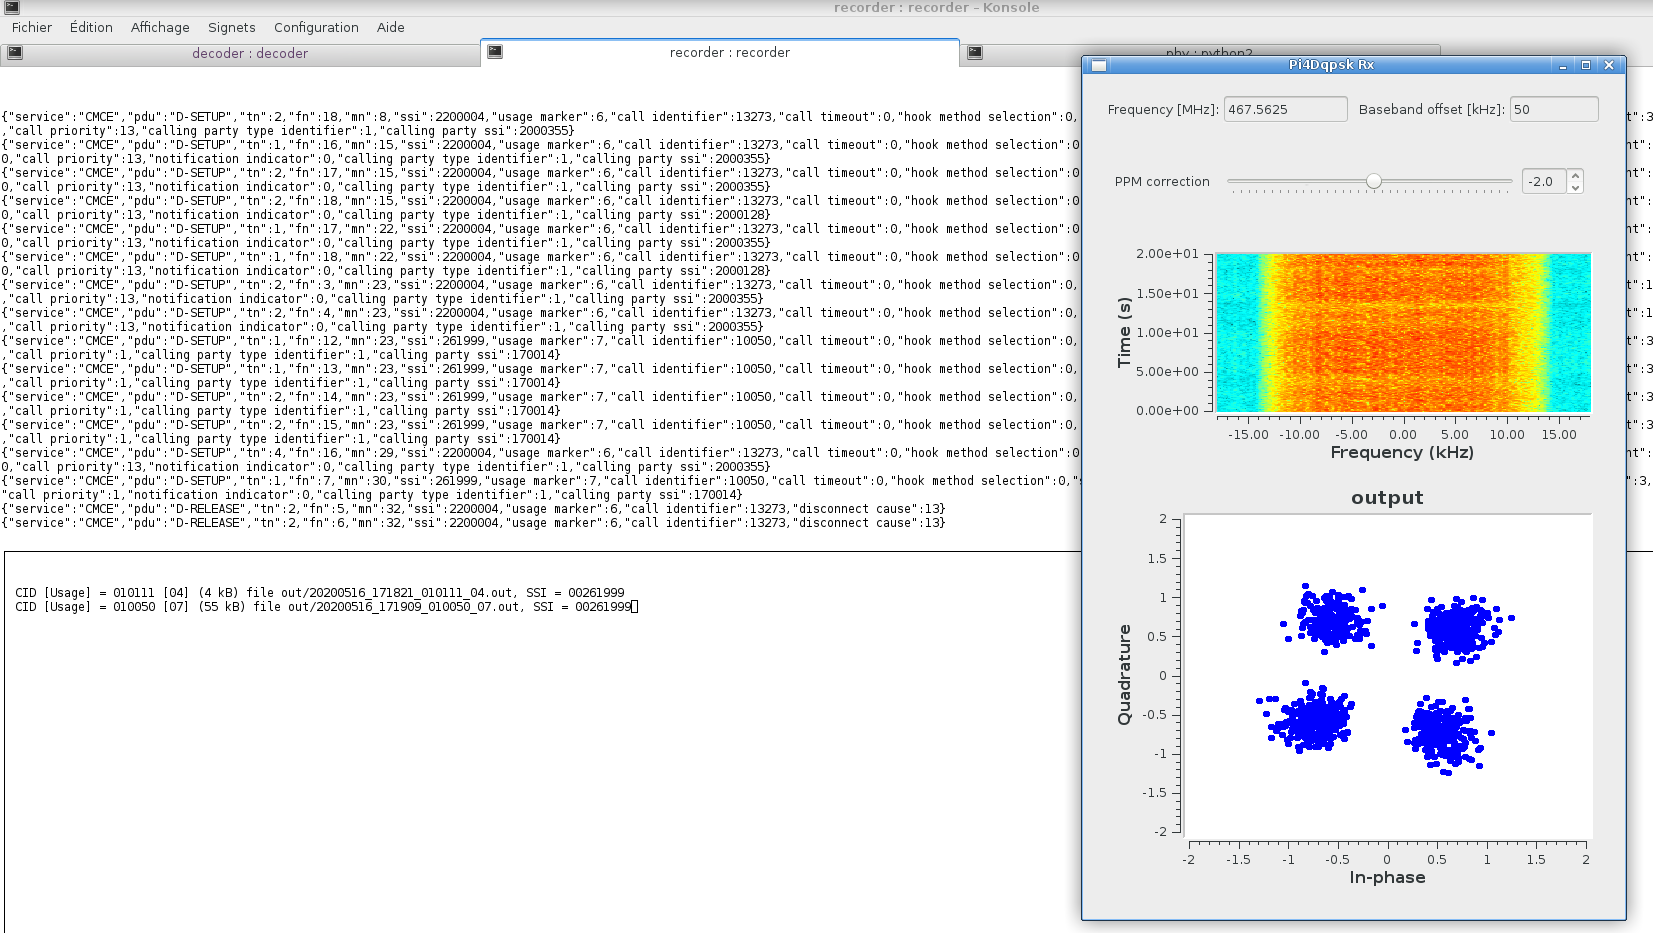 recorder : recorder – Konsole
Fichier Édition Affichage Signets Configuration Aide
decoder : decoder
recorder : recorder
phy : python2
{"service":"CMCE","pdu":"D-SETUP","tn":2,"fn":18,"mn":8,"ssi":2200004,"usage marker":6,"call identifier":13273,"call timeout":0,"hook method selection":0,
,"call priority":13,"calling party type identifier":1,"calling party ssi":2000355}
{"service":"CMCE","pdu":"D-SETUP","tn":1,"fn":16,"mn":15,"ssi":2200004,"usage marker":6,"call identifier":13273,"call timeout":0,"hook method selection":0
0,"call priority":13,"notification indicator":0,"calling party type identifier":1,"calling party ssi":2000355}
{"service":"CMCE","pdu":"D-SETUP","tn":2,"fn":17,"mn":15,"ssi":2200004,"usage marker":6,"call identifier":13273,"call timeout":0,"hook method selection":0
0,"call priority":13,"notification indicator":0,"calling party type identifier":1,"calling party ssi":2000355}
{"service":"CMCE","pdu":"D-SETUP","tn":2,"fn":18,"mn":15,"ssi":2200004,"usage marker":6,"call identifier":13273,"call timeout":0,"hook method selection":0
0,"call priority":13,"notification indicator":0,"calling party type identifier":1,"calling party ssi":2000128}
{"service":"CMCE","pdu":"D-SETUP","tn":1,"fn":17,"mn":22,"ssi":2200004,"usage marker":6,"call identifier":13273,"call timeout":0,"hook method selection":0
0,"call priority":13,"notification indicator":0,"calling party type identifier":1,"calling party ssi":2000355}
{"service":"CMCE","pdu":"D-SETUP","tn":1,"fn":18,"mn":22,"ssi":2200004,"usage marker":6,"call identifier":13273,"call timeout":0,"hook method selection":0
0,"call priority":13,"notification indicator":0,"calling party type identifier":1,"calling party ssi":2000128}
{"service":"CMCE","pdu":"D-SETUP","tn":2,"fn":3,"mn":23,"ssi":2200004,"usage marker":6,"call identifier":13273,"call timeout":0,"hook method selection":0,
,"call priority":13,"notification indicator":0,"calling party type identifier":1,"calling party ssi":2000355}
{"service":"CMCE","pdu":"D-SETUP","tn":2,"fn":4,"mn":23,"ssi":2200004,"usage marker":6,"call identifier":13273,"call timeout":0,"hook method selection":0,
,"call priority":13,"notification indicator":0,"calling party type identifier":1,"calling party ssi":2000355}
{"service":"CMCE","pdu":"D-SETUP","tn":1,"fn":12,"mn":23,"ssi":261999,"usage marker":7,"call identifier":10050,"call timeout":0,"hook method selection":0,
,"call priority":1,"calling party type identifier":1,"calling party ssi":170014}
{"service":"CMCE","pdu":"D-SETUP","tn":1,"fn":13,"mn":23,"ssi":261999,"usage marker":7,"call identifier":10050,"call timeout":0,"hook method selection":0,
,"call priority":1,"calling party type identifier":1,"calling party ssi":170014}
{"service":"CMCE","pdu":"D-SETUP","tn":2,"fn":14,"mn":23,"ssi":261999,"usage marker":7,"call identifier":10050,"call timeout":0,"hook method selection":0,
,"call priority":1,"calling party type identifier":1,"calling party ssi":170014}
{"service":"CMCE","pdu":"D-SETUP","tn":2,"fn":15,"mn":23,"ssi":261999,"usage marker":7,"call identifier":10050,"call timeout":0,"hook method selection":0,
,"call priority":1,"calling party type identifier":1,"calling party ssi":170014}
{"service":"CMCE","pdu":"D-SETUP","tn":4,"fn":16,"mn":29,"ssi":2200004,"usage marker":6,"call identifier":13273,"call timeout":0,"hook method selection":0
0,"call priority":13,"notification indicator":0,"calling party type identifier":1,"calling party ssi":2000355}
{"service":"CMCE","pdu":"D-SETUP","tn":1,"fn":7,"mn":30,"ssi":261999,"usage marker":7,"call identifier":10050,"call timeout":0,"hook method selection":0,"
"call priority":1,"notification indicator":0,"calling party type identifier":1,"calling party ssi":170014}
{"service":"CMCE","pdu":"D-RELEASE","tn":2,"fn":5,"mn":32,"ssi":2200004,"usage marker":6,"call identifier":13273,"disconnect cause":13}
{"service":"CMCE","pdu":"D-RELEASE","tn":2,"fn":6,"mn":32,"ssi":2200004,"usage marker":6,"call identifier":13273,"disconnect cause":13}
CID [Usage] = 010111 [04] (4 kB) file out/20200516_171821_010111_04.out, SSI = 00261999
CID [Usage] = 010050 [07] (55 kB) file out/20200516_171909_010050_07.out, SSI = 00261999
Pi4Dqpsk Rx
Frequency [MHz]: 467.5625 Baseband offset [kHz]: 50
PPM correction -2.0
2.00e+01
1.50e+01
1.00e+01
5.00e+00
0.00e+00
Time (s)
-15.00 -10.00 -5.00 0.00 5.00 10.00 15.00
Frequency (kHz)
output
2
1.5
1
0.5
0
-0.5
-1
-1.5
-2
Quadrature
-2 -1.5 -1 -0.5 0 0.5 1 1.5 2
In-phase